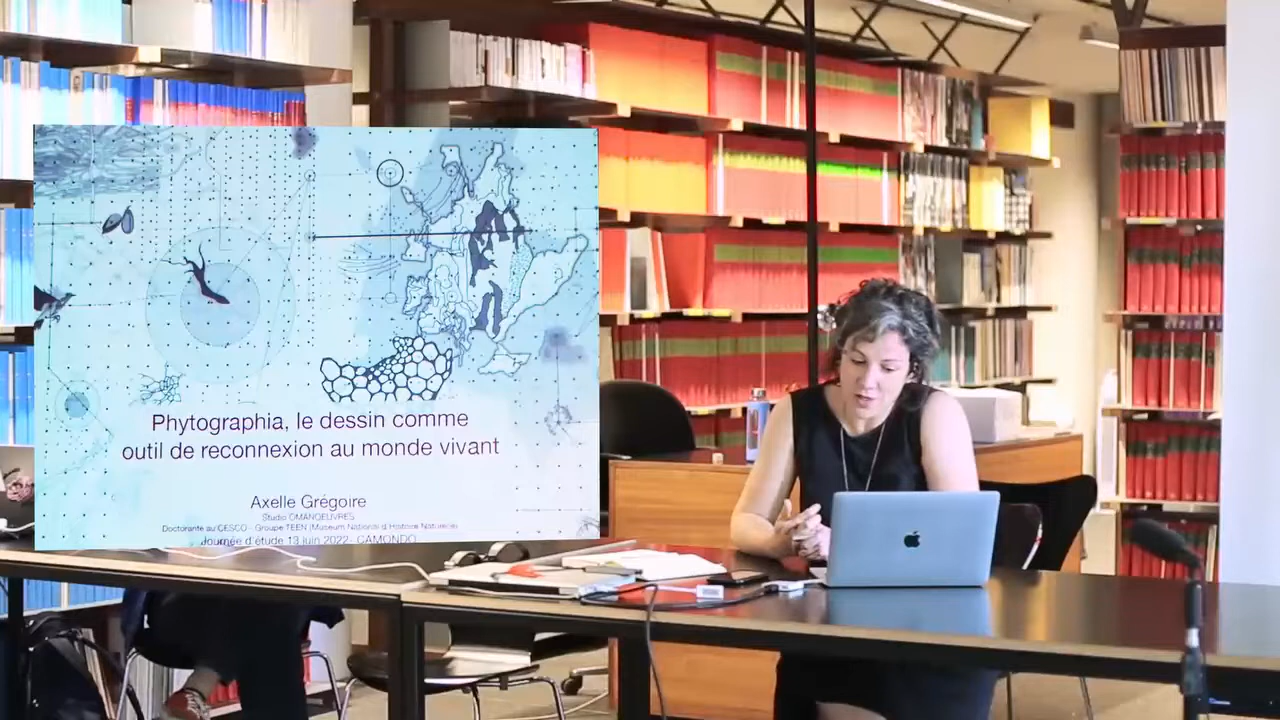 Phytographia, le dessin comme
outil de reconnexion au monde vivant
Axelle Grégoire
Studio OMANOEUVRES
Doctorante au CESCO - Groupe TEEN (Museum National d'Histoire Naturelle)
Journée d'étude 13 juin 2022- CAMONDO